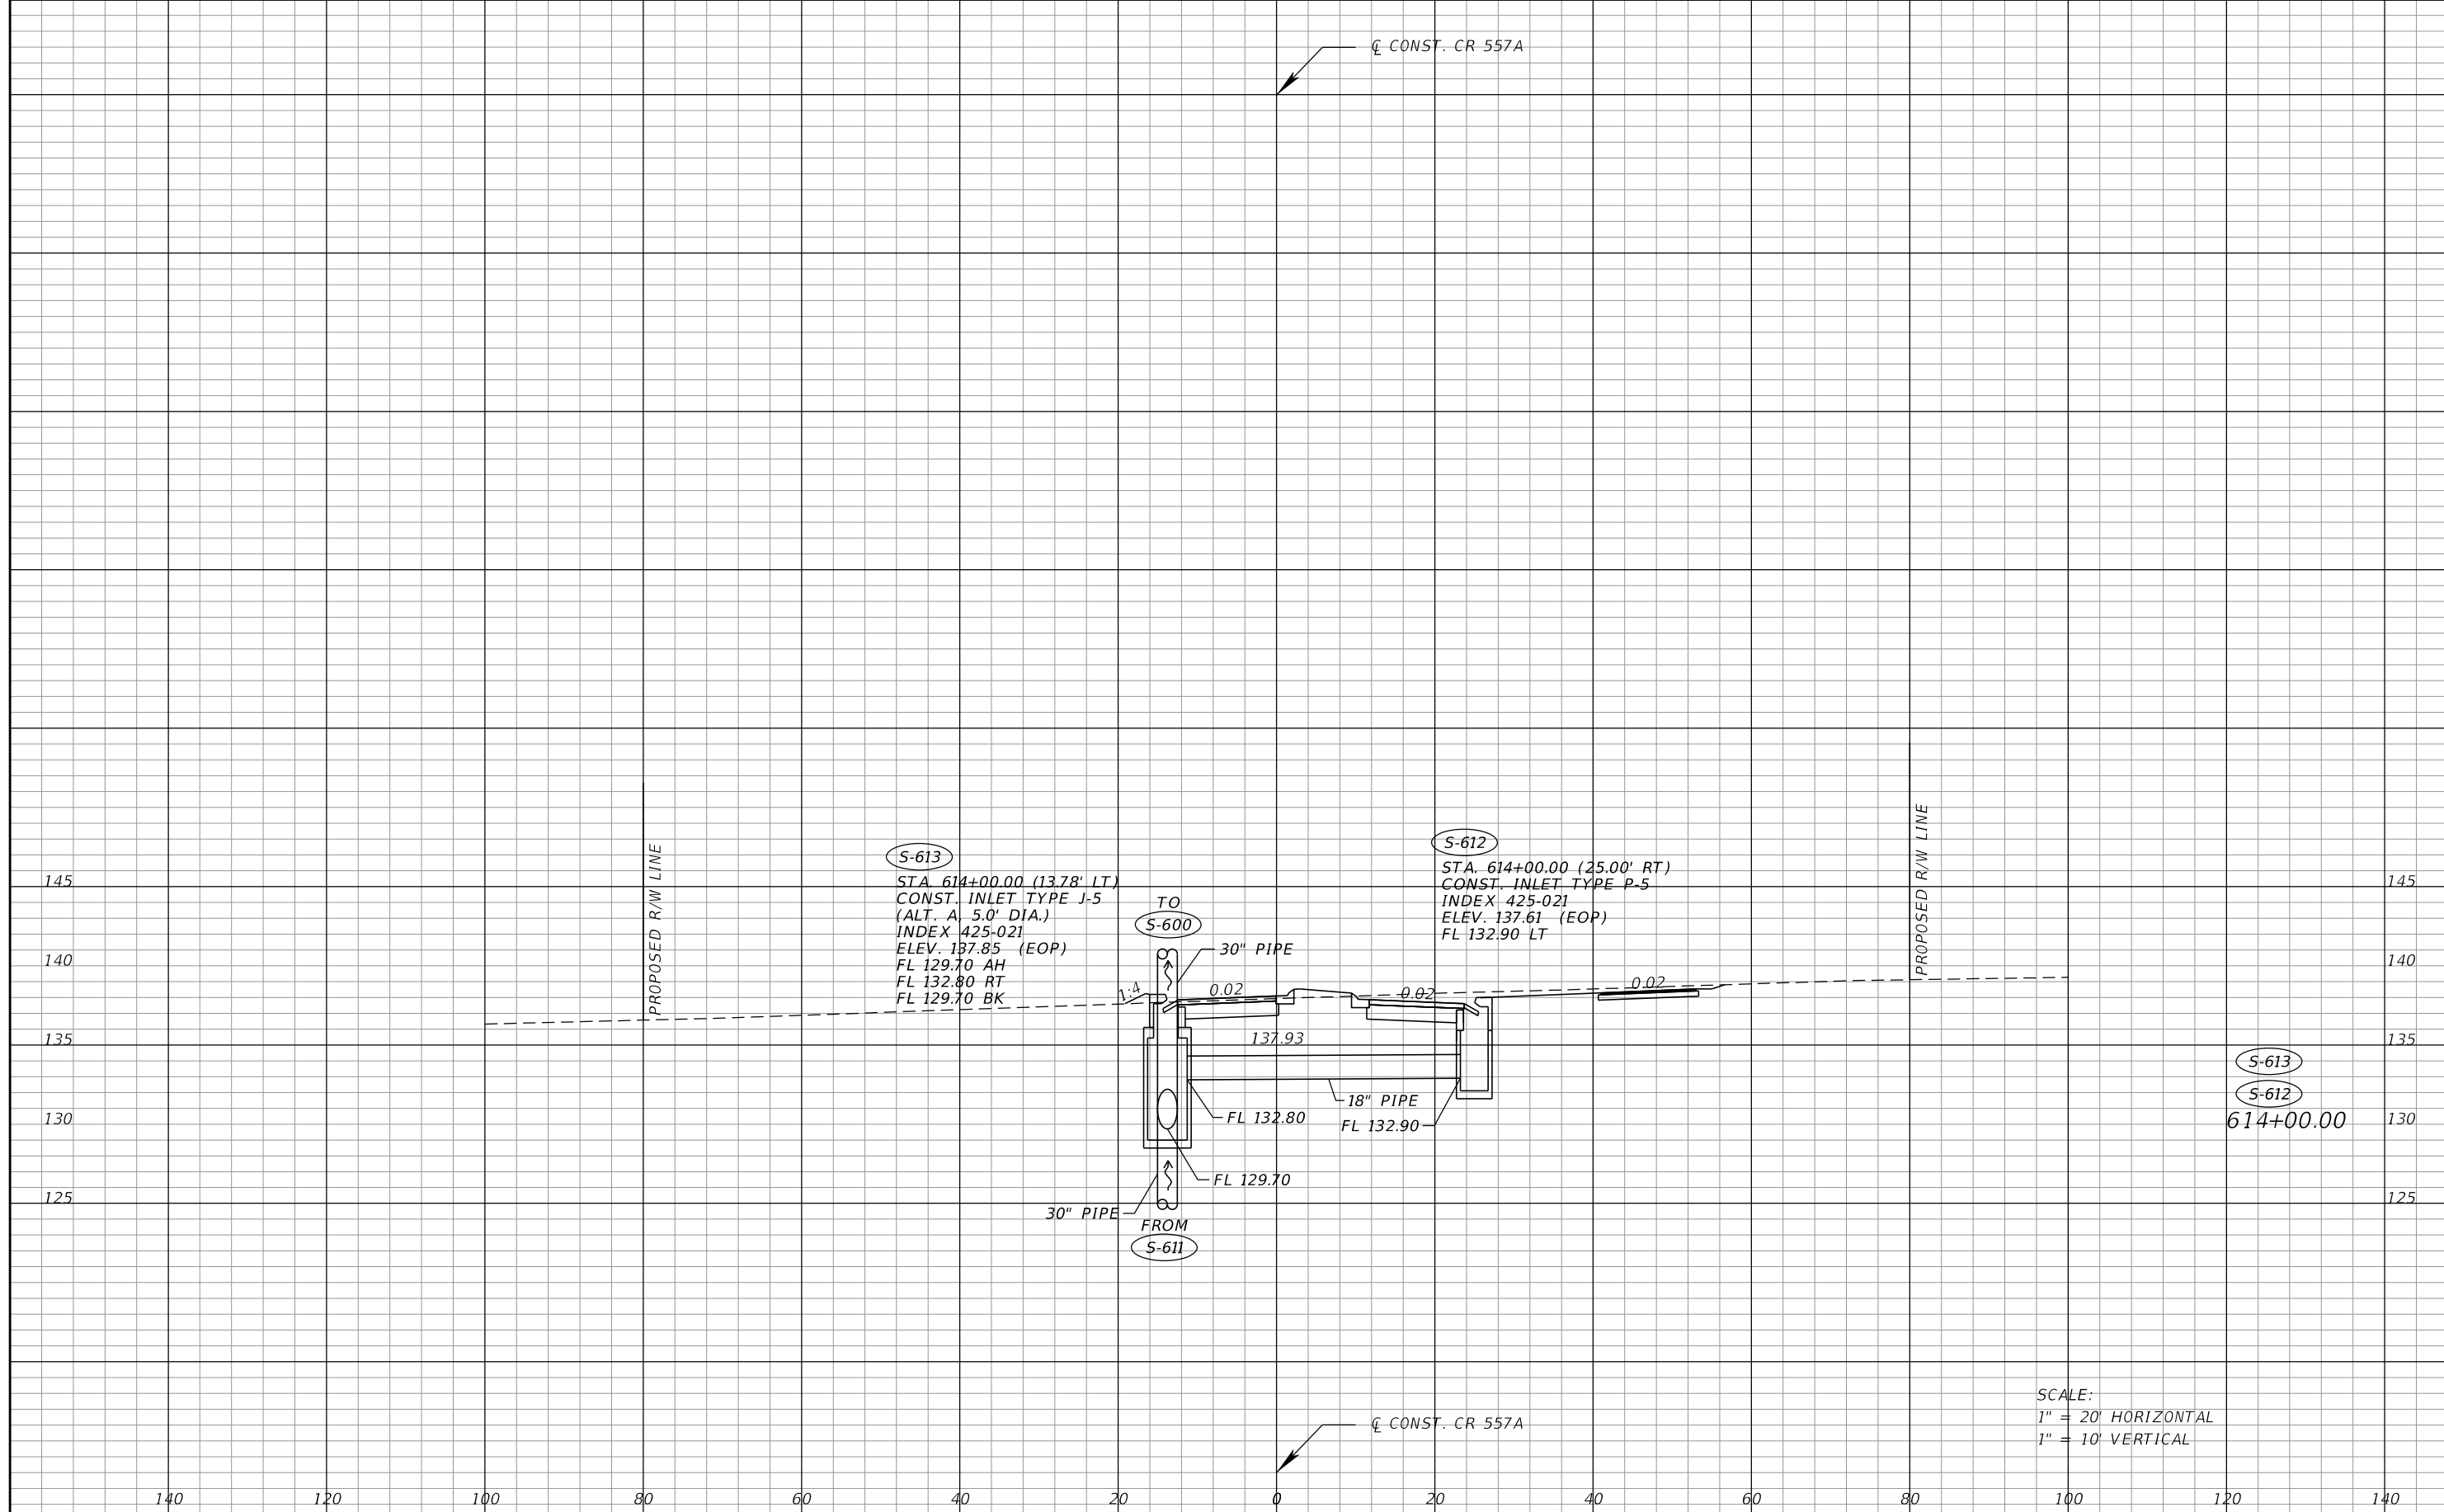 ℄ CONST. CR 557A
PROPOSED R/W LINE
PROPOSED R/W LINE
S-613
STA. 614+00.00 (13.78' LT)
CONST. INLET TYPE J-5
(ALT. A, 5.0' DIA.)
INDEX 425-021
ELEV. 137.85 (EOP)
FL 129.70 AH
FL 132.80 RT
FL 129.70 BK
TO
S-600
30" PIPE
S-612
STA. 614+00.00 (25.00' RT)
CONST. INLET TYPE P-5
INDEX 425-021
ELEV. 137.61 (EOP)
FL 132.90 LT
145
140
135
130
125
145
140
135
130
125
1:4
0.02
0.02
0.02
137.93
18" PIPE
FL 132.80
FL 132.90
FL 129.70
30" PIPE
FROM
S-611
S-613
S-612
614+00.00
SCALE:
1" = 20' HORIZONTAL
1" = 10' VERTICAL
℄ CONST. CR 557A
140 120 100 80 60 40 20 0 20 40 60 80 100 120 140